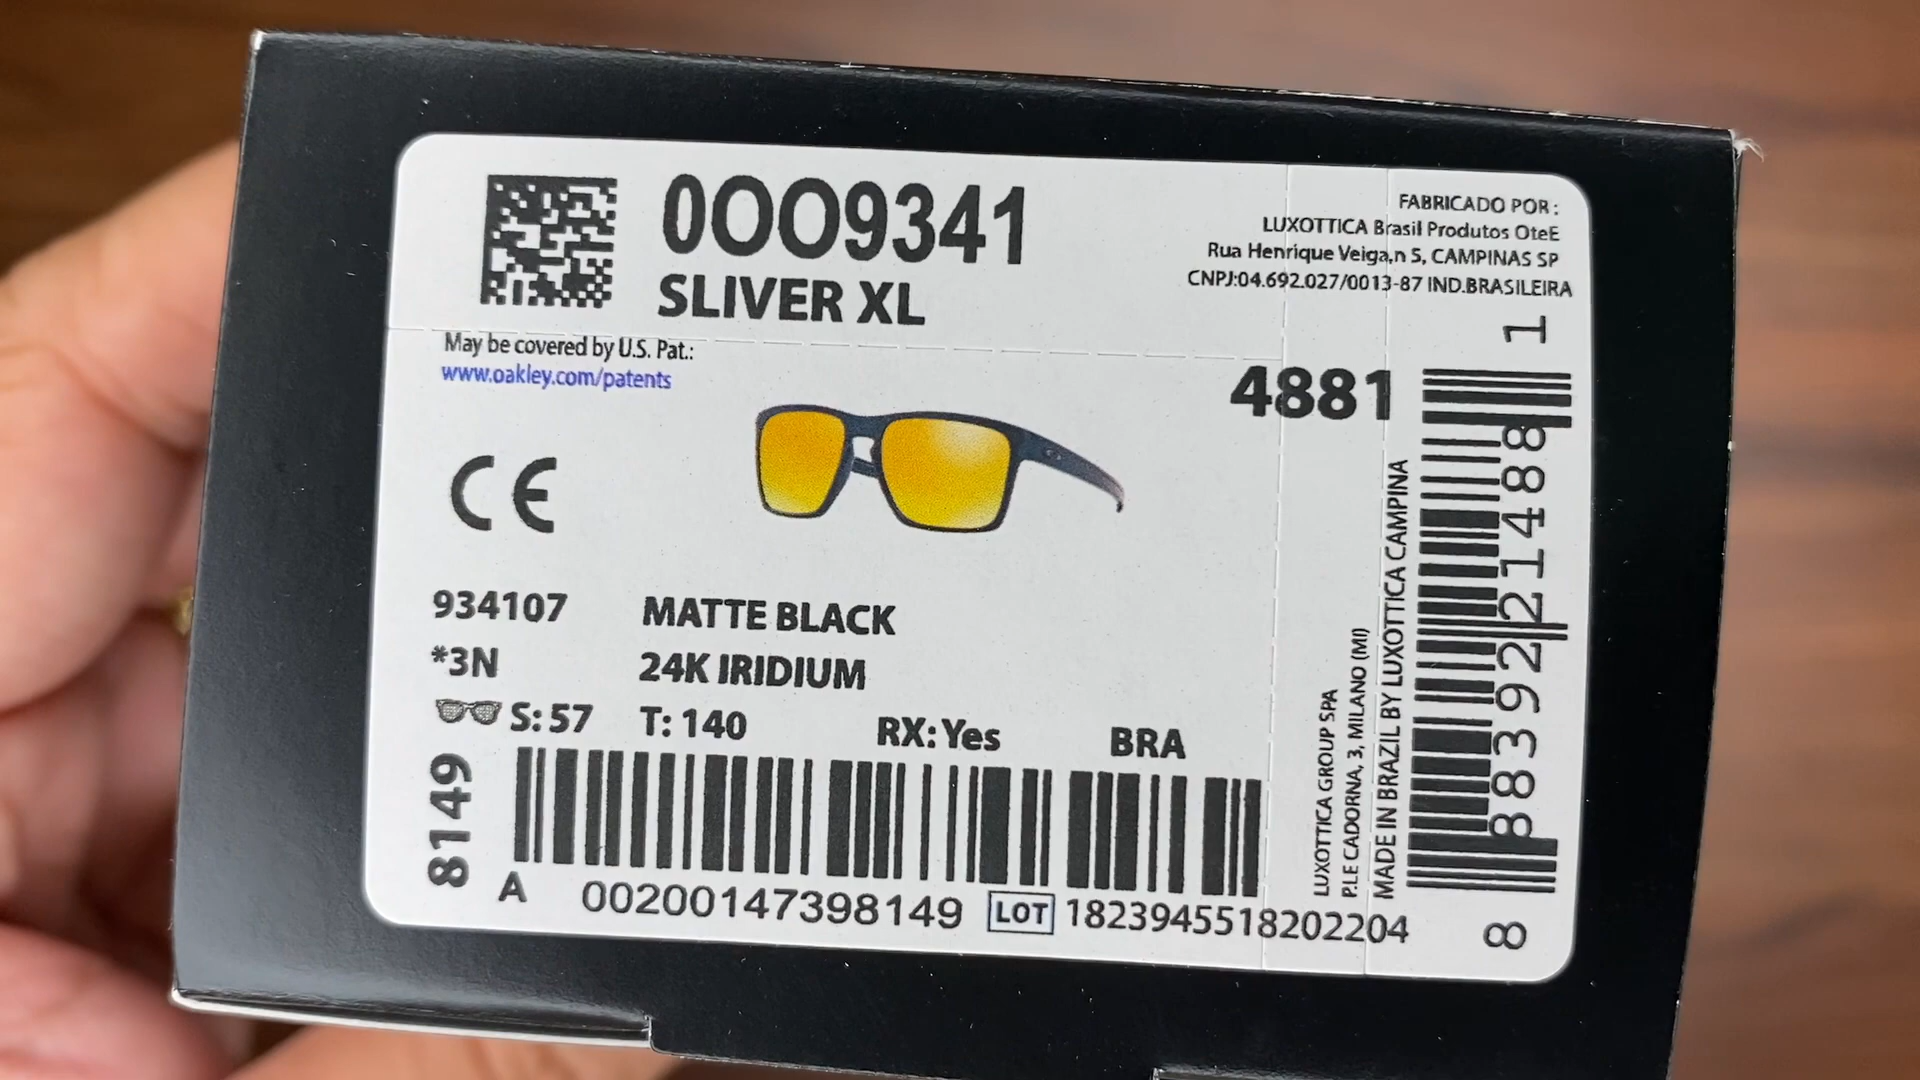 0OO9341
SLIVER XL
FABRICADO POR:
LUXOTTICA Brasil Produtos OteE
Rua Henrique Veiga,n 5, CAMPINAS SP
CNPJ:04.692.027/0013-87 IND.BRASILEIRA
May be covered by U.S. Pat.:
www.oakley.com/patents
4881
CE
934107 MATTE BLACK
*3N 24K IRIDIUM
S: 57 T: 140 RX: Yes BRA
8149
A 00200147398149 LOT 1823945518202204
LUXOTTICA GROUP SPA
P.LE CADORNA, 3, MILANO (MI)
MADE IN BRAZIL BY LUXOTTICA CAMPINA
8 88392 21488 1